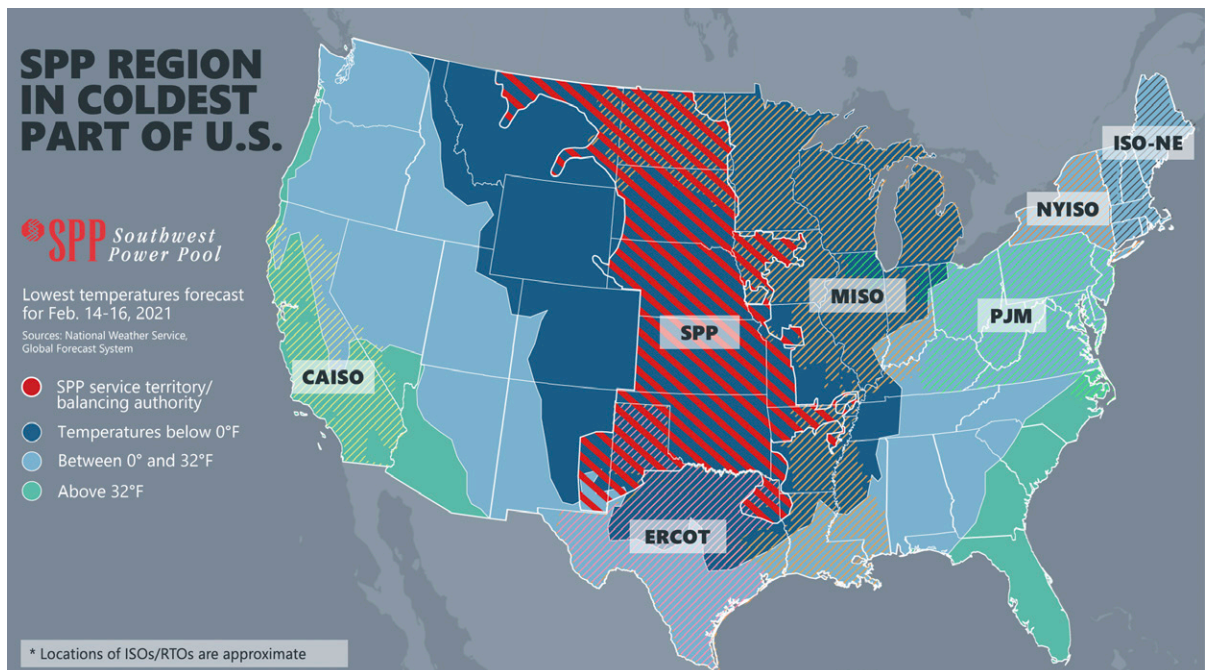 SPP REGION
IN COLDEST
PART OF U.S.
SPP Southwest
Power Pool
Lowest temperatures forecast
for Feb. 14-16, 2021
Sources: National Weather Service,
Global Forecast System
SPP service territory/
balancing authority
Temperatures below 0°F
Between 0° and 32°F
Above 32°F
ISO-NE
NYISO
MISO
PJM
SPP
CAISO
ERCOT
* Locations of ISOs/RTOs are approximate